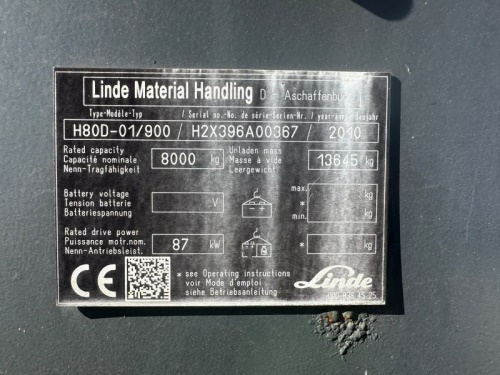 Linde Material Handling D - Aschaffenburg
Type-Modèle-Typ / Serial no.-No de série-Serien-Nr. / year-année-Baujahr
H80D-01/900 / H2X396A00367 / 2010
Rated capacity
Capacité nominale
Nenn-Tragfähigkeit
8000 kg
Unladen mass
Masse à vide
Leergewicht
13645 kg
Battery voltage
Tension batterie
Batteriespannung
V
max.
*
min.
kg
kg
Rated drive power
Puissance motr.nom.
Nenn-Antriebsleist.
87 kW
* kg
CE
* see Operating instructions
voir Mode d'emploi
siehe Betriebsanleitung
Linde